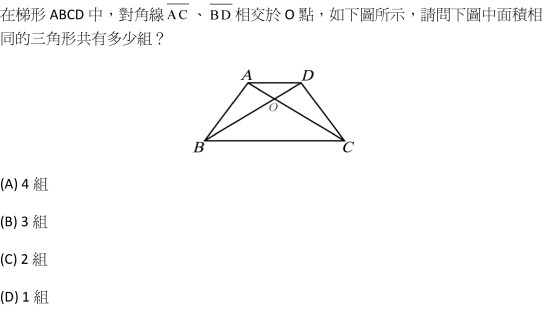 在梯形 ABCD 中，對角線 AC 、 BD 相交於 O 點，如下圖所示，請問下圖中面積相
同的三角形共有多少組？
A D
O
B C
(A) 4 組
(B) 3 組
(C) 2 組
(D) 1 組